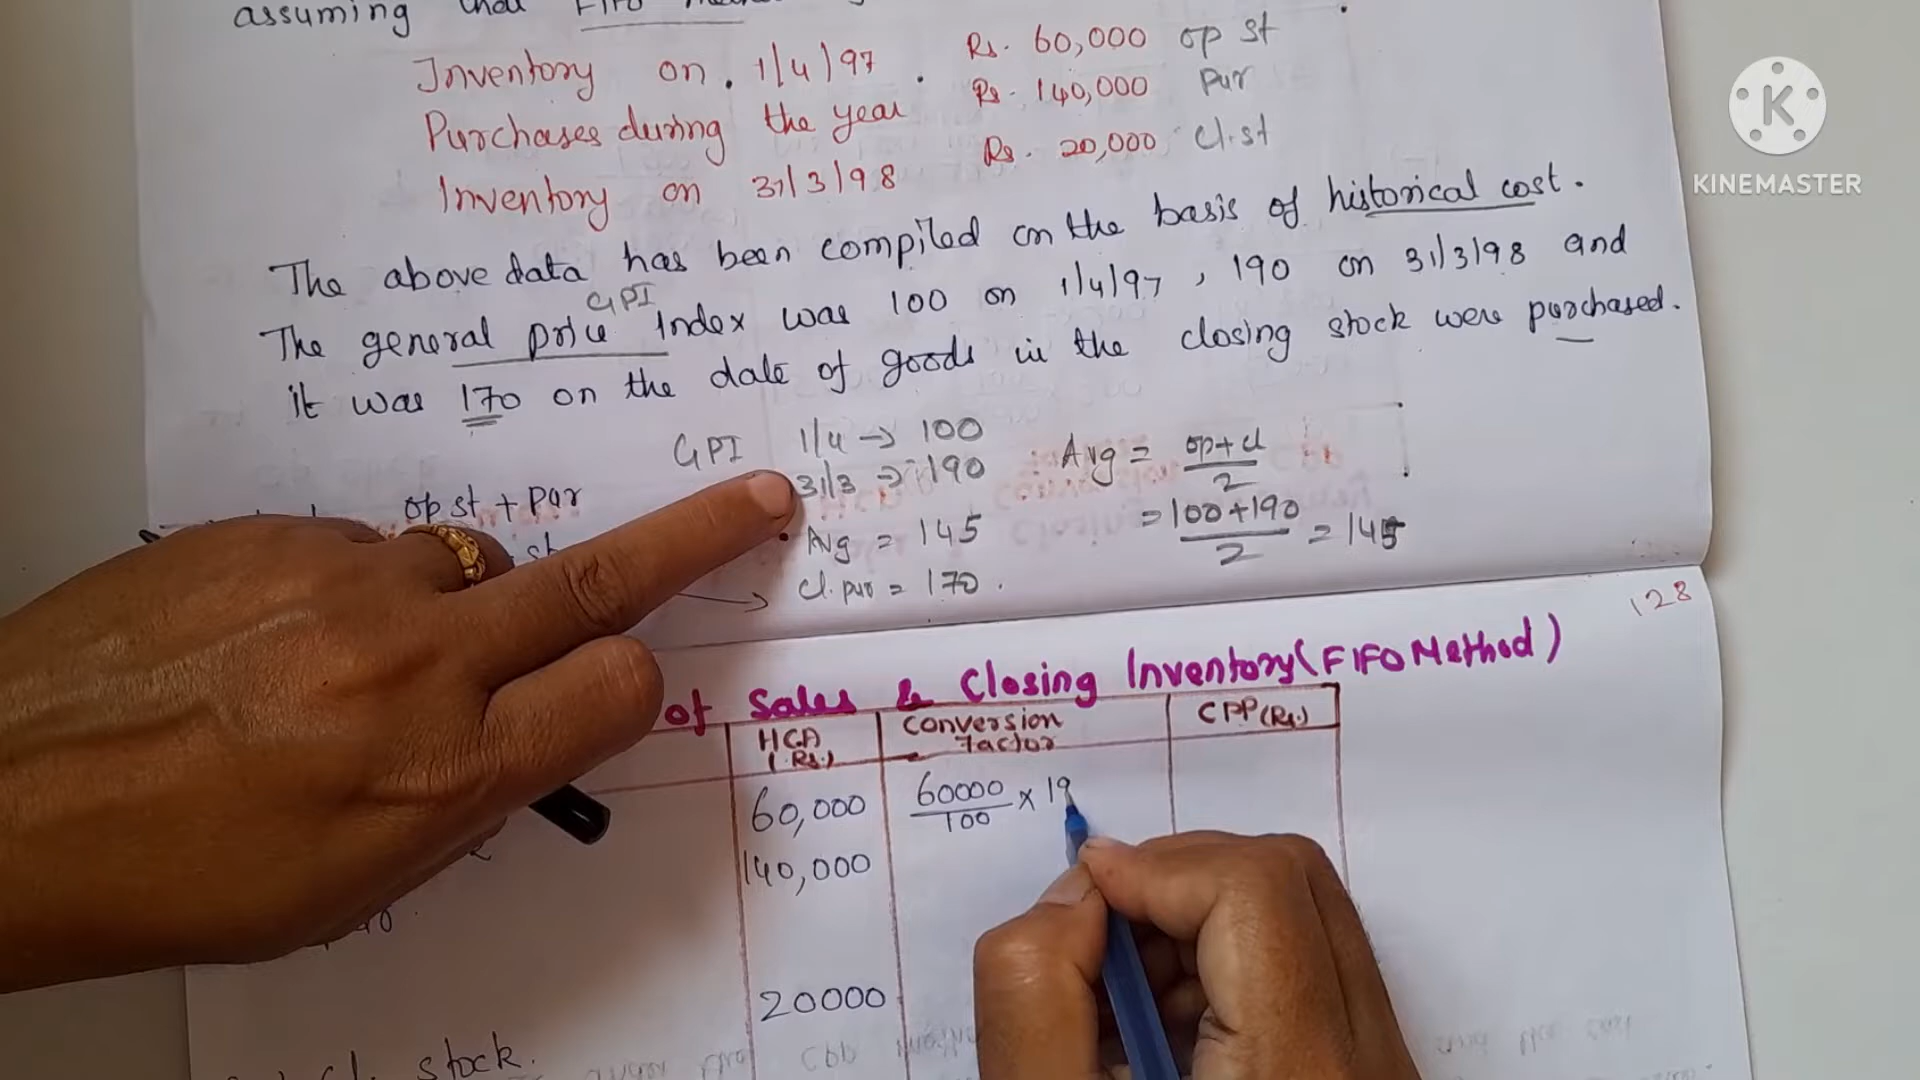 assuming that FIFO
Inventory on 1/4/97. Rs. 60,000 op st
Purchases during the year Rs. 140,000 pur
Inventory on 31/3/98 Rs. 20,000 cl.st
The above data has been compiled on the basis of historical cost.
GPI
The general price Index was 100 on 1/4/97, 190 on 31/3/98 and
it was 170 on the date of goods in the closing stock were purchased.
GPI 1/4 → 100
31/3 → 190
Avg = 145
cl. pur = 170.
Avg = op+cl / 2
= 100+190 / 2 = 145
op st + pur
st
128
of Sales & Closing Inventory (FIFO Method)
HCA (Rs.) Conversion Factor CPP (Rs.)
60,000 60000 / 100 × 19
140,000
20000
cl. stock.
K
KINEMASTER